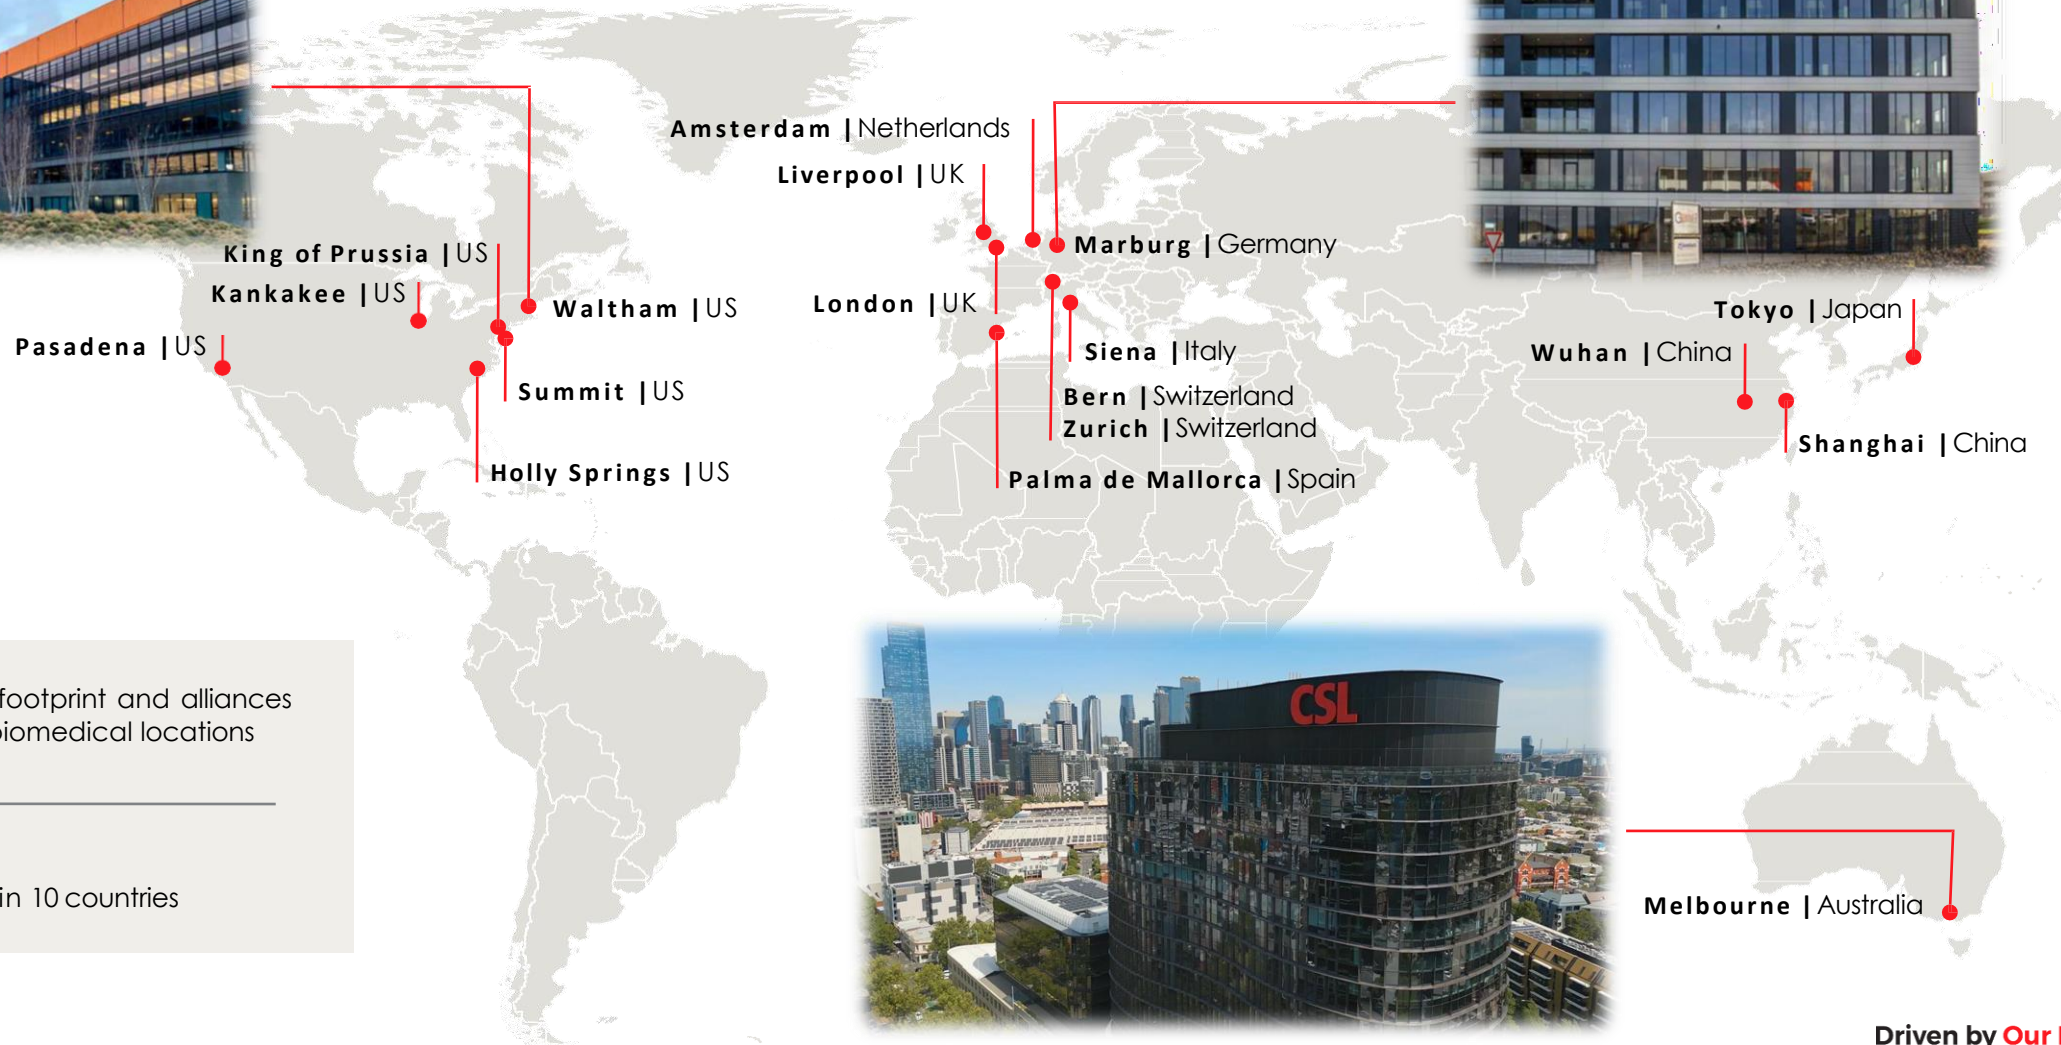 Amsterdam | Netherlands
Liverpool | UK
King of Prussia | US
Marburg | Germany
Kankakee | US
Waltham | US
London | UK
Tokyo | Japan
Pasadena | US
Siena | Italy
Wuhan | China
Summit | US
Bern | Switzerland
Zurich | Switzerland
Shanghai | China
Holly Springs | US
Palma de Mallorca | Spain
footprint and alliances
biomedical locations
CSL
in 10 countries
Melbourne | Australia
Driven by Our